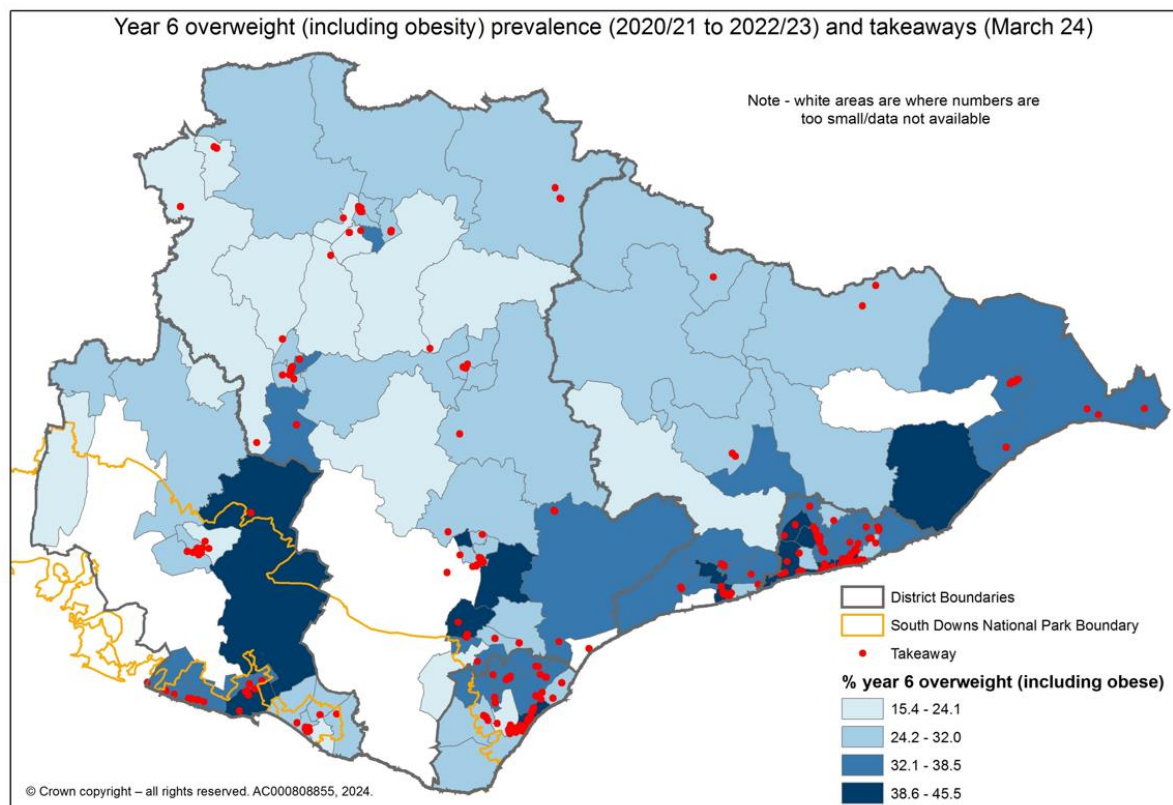 Year 6 overweight (including obesity) prevalence (2020/21 to 2022/23) and takeaways (March 24)
Note - white areas are where numbers are
too small/data not available
District Boundaries
South Downs National Park Boundary
Takeaway
% year 6 overweight (including obese)
15.4 - 24.1
24.2 - 32.0
32.1 - 38.5
38.6 - 45.5
© Crown copyright – all rights reserved. AC000808855, 2024.